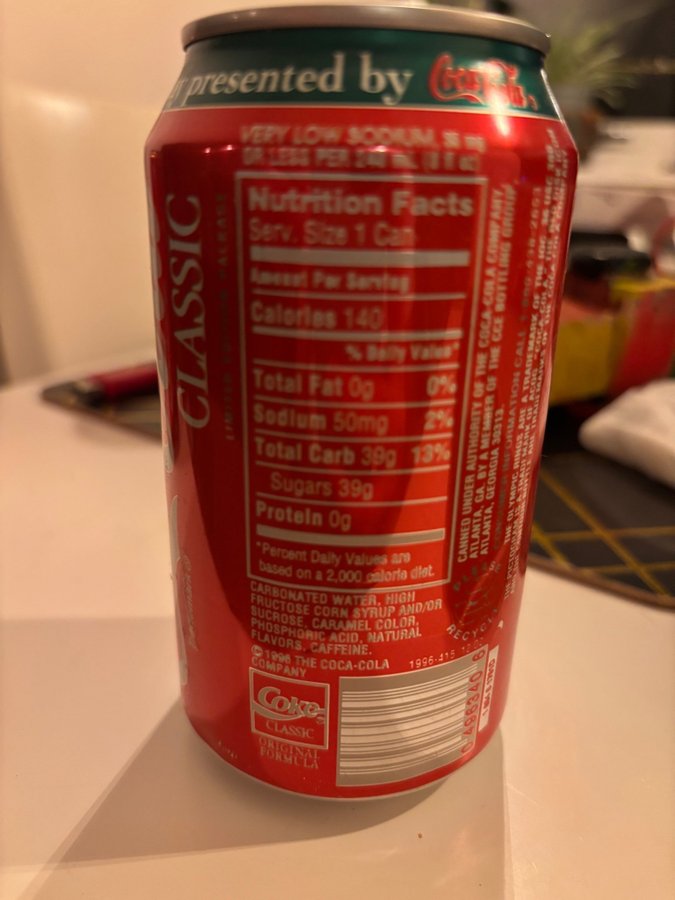 presented by Coca-Cola
VERY LOW SODIUM, 35 mg
OR LESS PER 240 mL (8 fl oz)
CLASSIC
Nutrition Facts
Serv. Size 1 Can
Amount Per Serving
Calories 140
% Daily Value*
Total Fat 0g 0%
Sodium 50mg 2%
Total Carb 39g 13%
Sugars 39g
Protein 0g
*Percent Daily Values are
based on a 2,000 calorie diet.
CARBONATED WATER, HIGH
FRUCTOSE CORN SYRUP AND/OR
SUCROSE, CARAMEL COLOR,
PHOSPHORIC ACID, NATURAL
FLAVORS, CAFFEINE.
©1996 THE COCA-COLA
COMPANY
1996-415
Coke
CLASSIC
ORIGINAL
FORMULA
CANNED UNDER AUTHORITY OF THE COCA-COLA COMPANY,
ATLANTA, GA. BY A MEMBER OF THE CCE BOTTLING GROUP,
ATLANTA, GEORGIA 30313.
INFORMATION CALL
PLEASE
RECYCLE